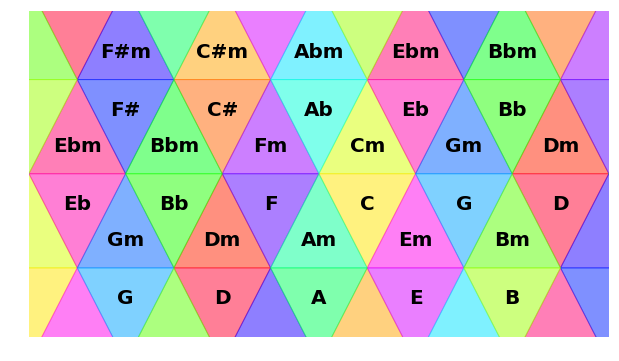 F#m C#m Abm Ebm Bbm
F# C# Ab Eb Bb
Ebm Bbm Fm Cm Gm Dm
Eb Bb F C G D
Gm Dm Am Em Bm
G D A E B